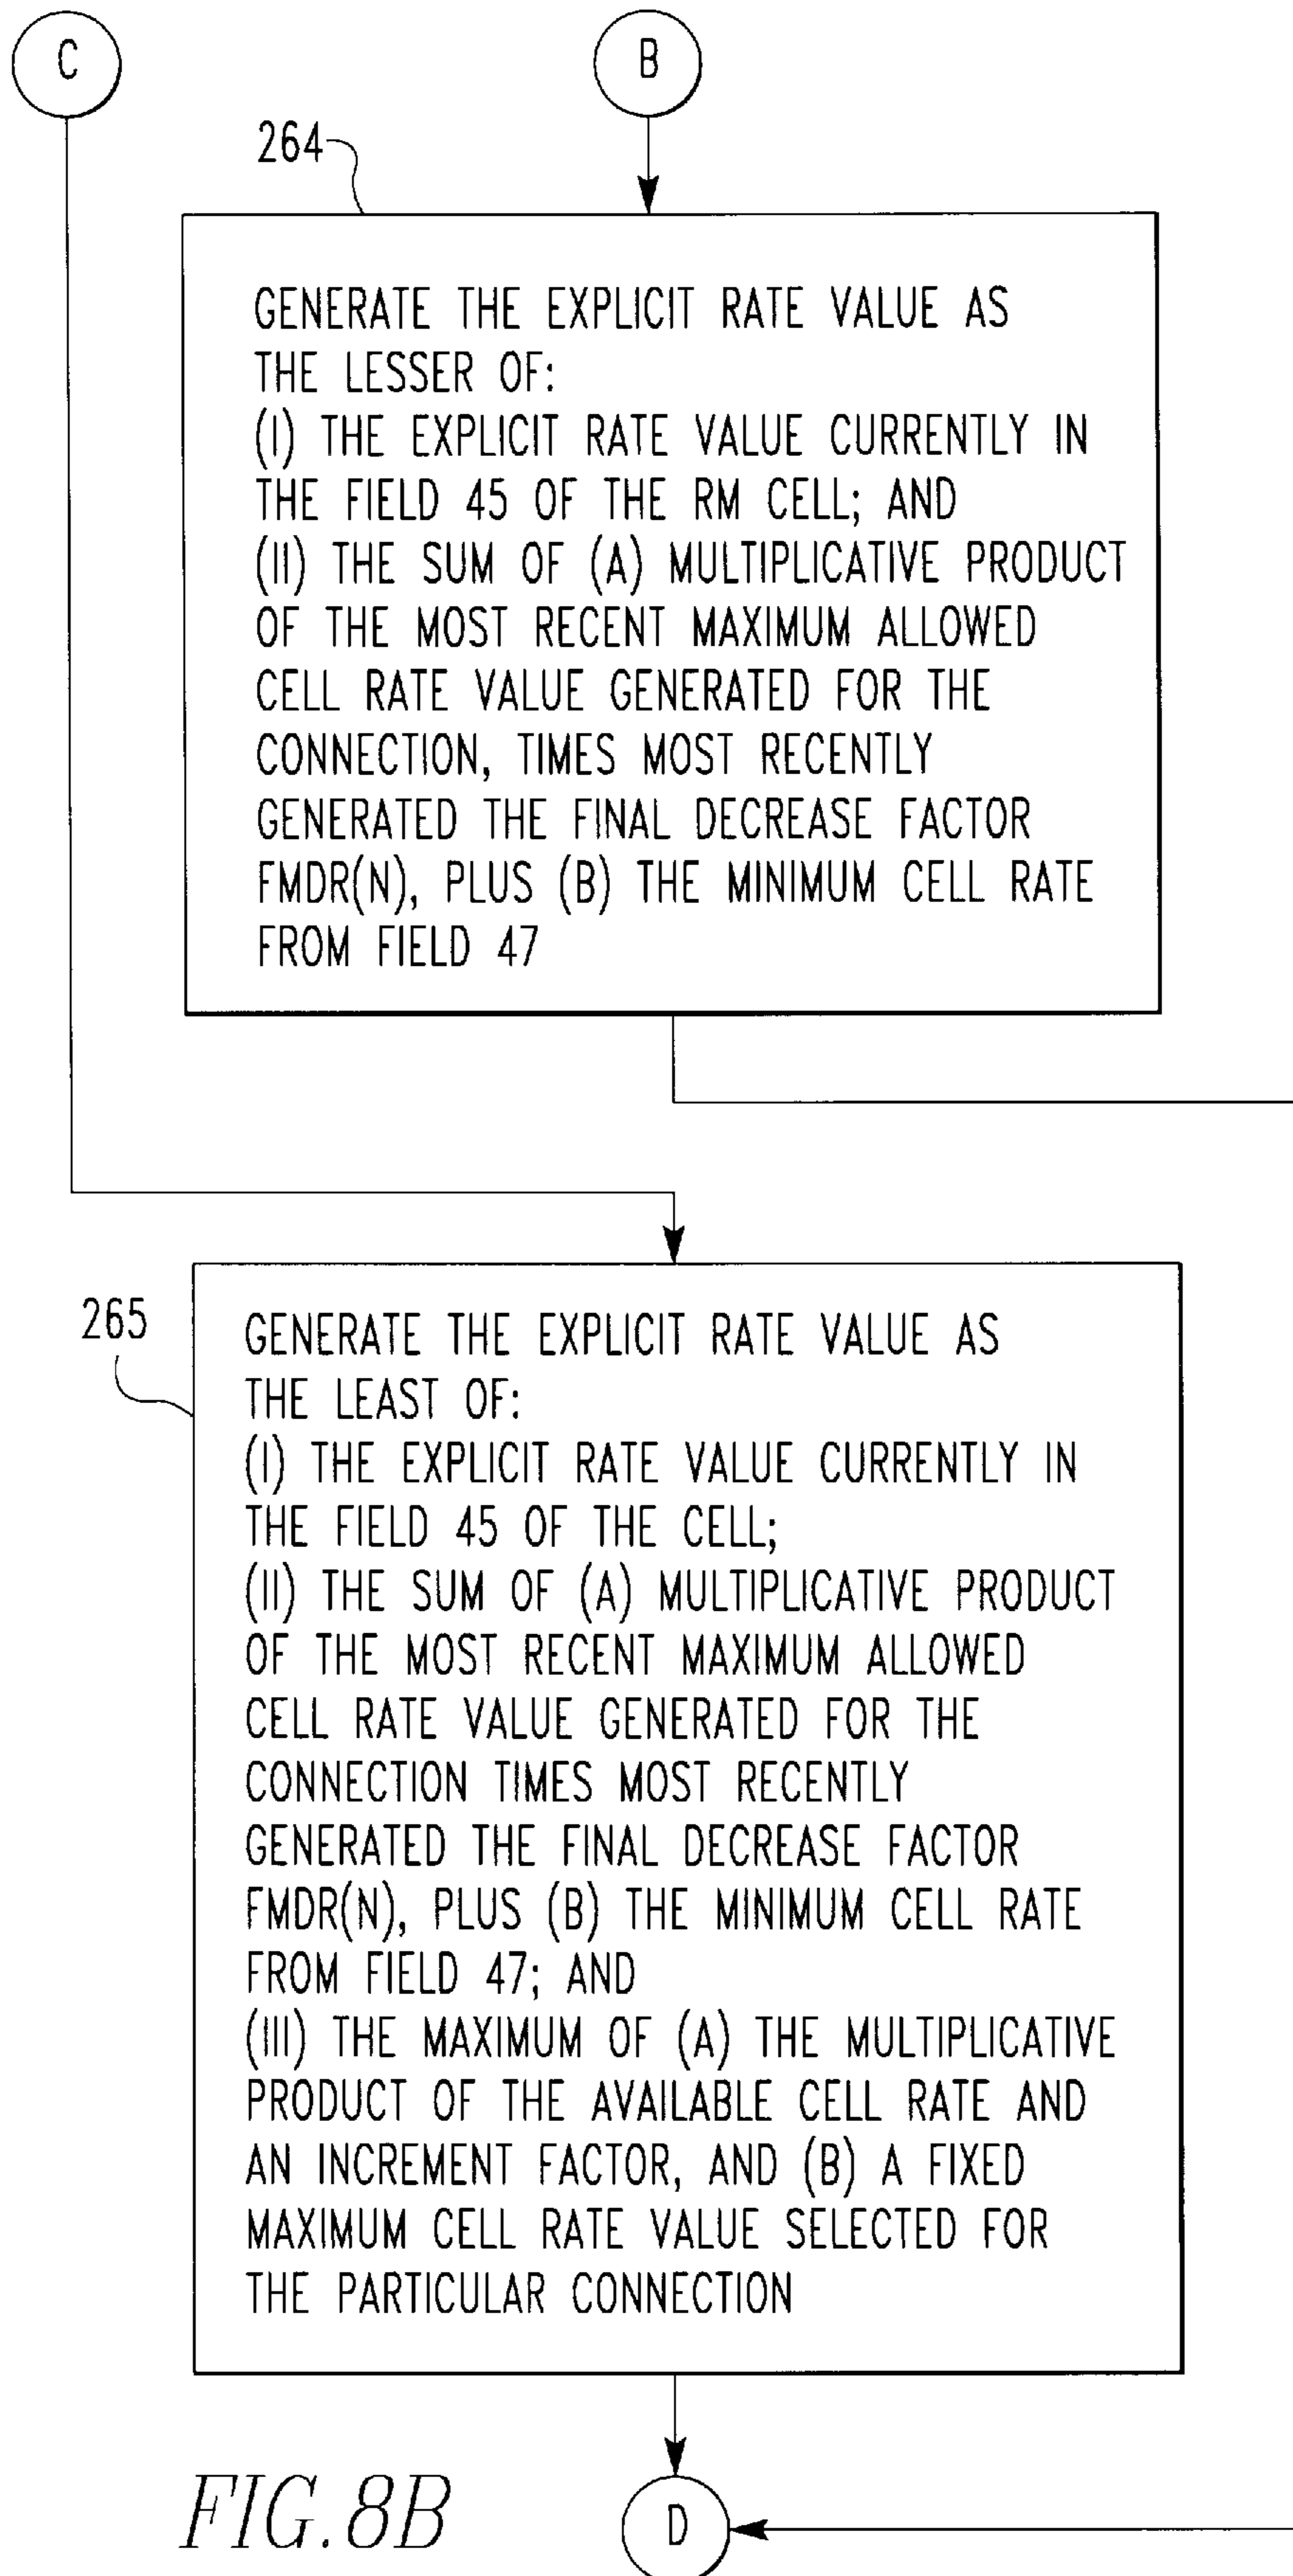 C
B
264
GENERATE THE EXPLICIT RATE VALUE AS
THE LESSER OF:
(I) THE EXPLICIT RATE VALUE CURRENTLY IN
THE FIELD 45 OF THE RM CELL; AND
(II) THE SUM OF (A) MULTIPLICATIVE PRODUCT
OF THE MOST RECENT MAXIMUM ALLOWED
CELL RATE VALUE GENERATED FOR THE
CONNECTION, TIMES MOST RECENTLY
GENERATED THE FINAL DECREASE FACTOR
FMDR(N), PLUS (B) THE MINIMUM CELL RATE
FROM FIELD 47
265
GENERATE THE EXPLICIT RATE VALUE AS
THE LEAST OF:
(I) THE EXPLICIT RATE VALUE CURRENTLY IN
THE FIELD 45 OF THE CELL;
(II) THE SUM OF (A) MULTIPLICATIVE PRODUCT
OF THE MOST RECENT MAXIMUM ALLOWED
CELL RATE VALUE GENERATED FOR THE
CONNECTION TIMES MOST RECENTLY
GENERATED THE FINAL DECREASE FACTOR
FMDR(N), PLUS (B) THE MINIMUM CELL RATE
FROM FIELD 47; AND
(III) THE MAXIMUM OF (A) THE MULTIPLICATIVE
PRODUCT OF THE AVAILABLE CELL RATE AND
AN INCREMENT FACTOR, AND (B) A FIXED
MAXIMUM CELL RATE VALUE SELECTED FOR
THE PARTICULAR CONNECTION
FIG.8B
D